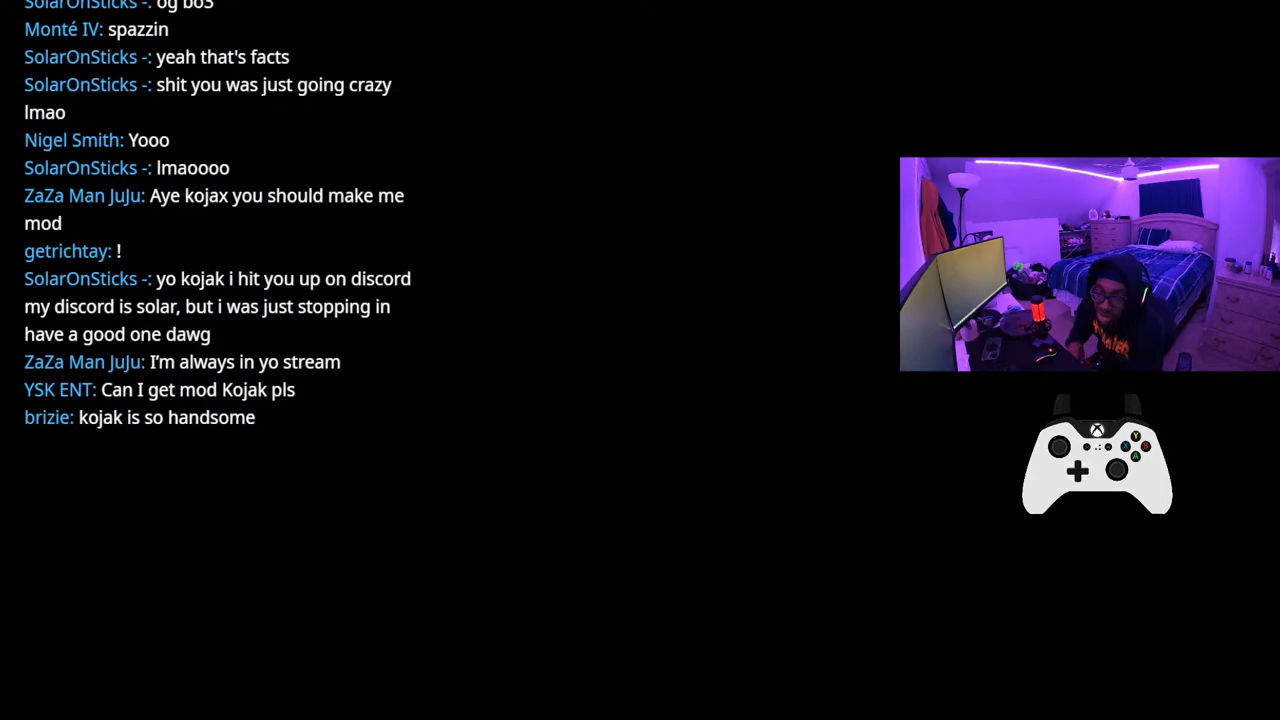 SolarOnSticks -: og bo3
Monté IV: spazzin
SolarOnSticks -: yeah that's facts
SolarOnSticks -: shit you was just going crazy
lmao
Nigel Smith: Yooo
SolarOnSticks -: lmaoooo
ZaZa Man JuJu: Aye kojax you should make me
mod
getrichtay: !
SolarOnSticks -: yo kojak i hit you up on discord
my discord is solar, but i was just stopping in
have a good one dawg
ZaZa Man JuJu: I’m always in yo stream
YSK ENT: Can I get mod Kojak pls
brizie: kojak is so handsome
Y
X
B
A